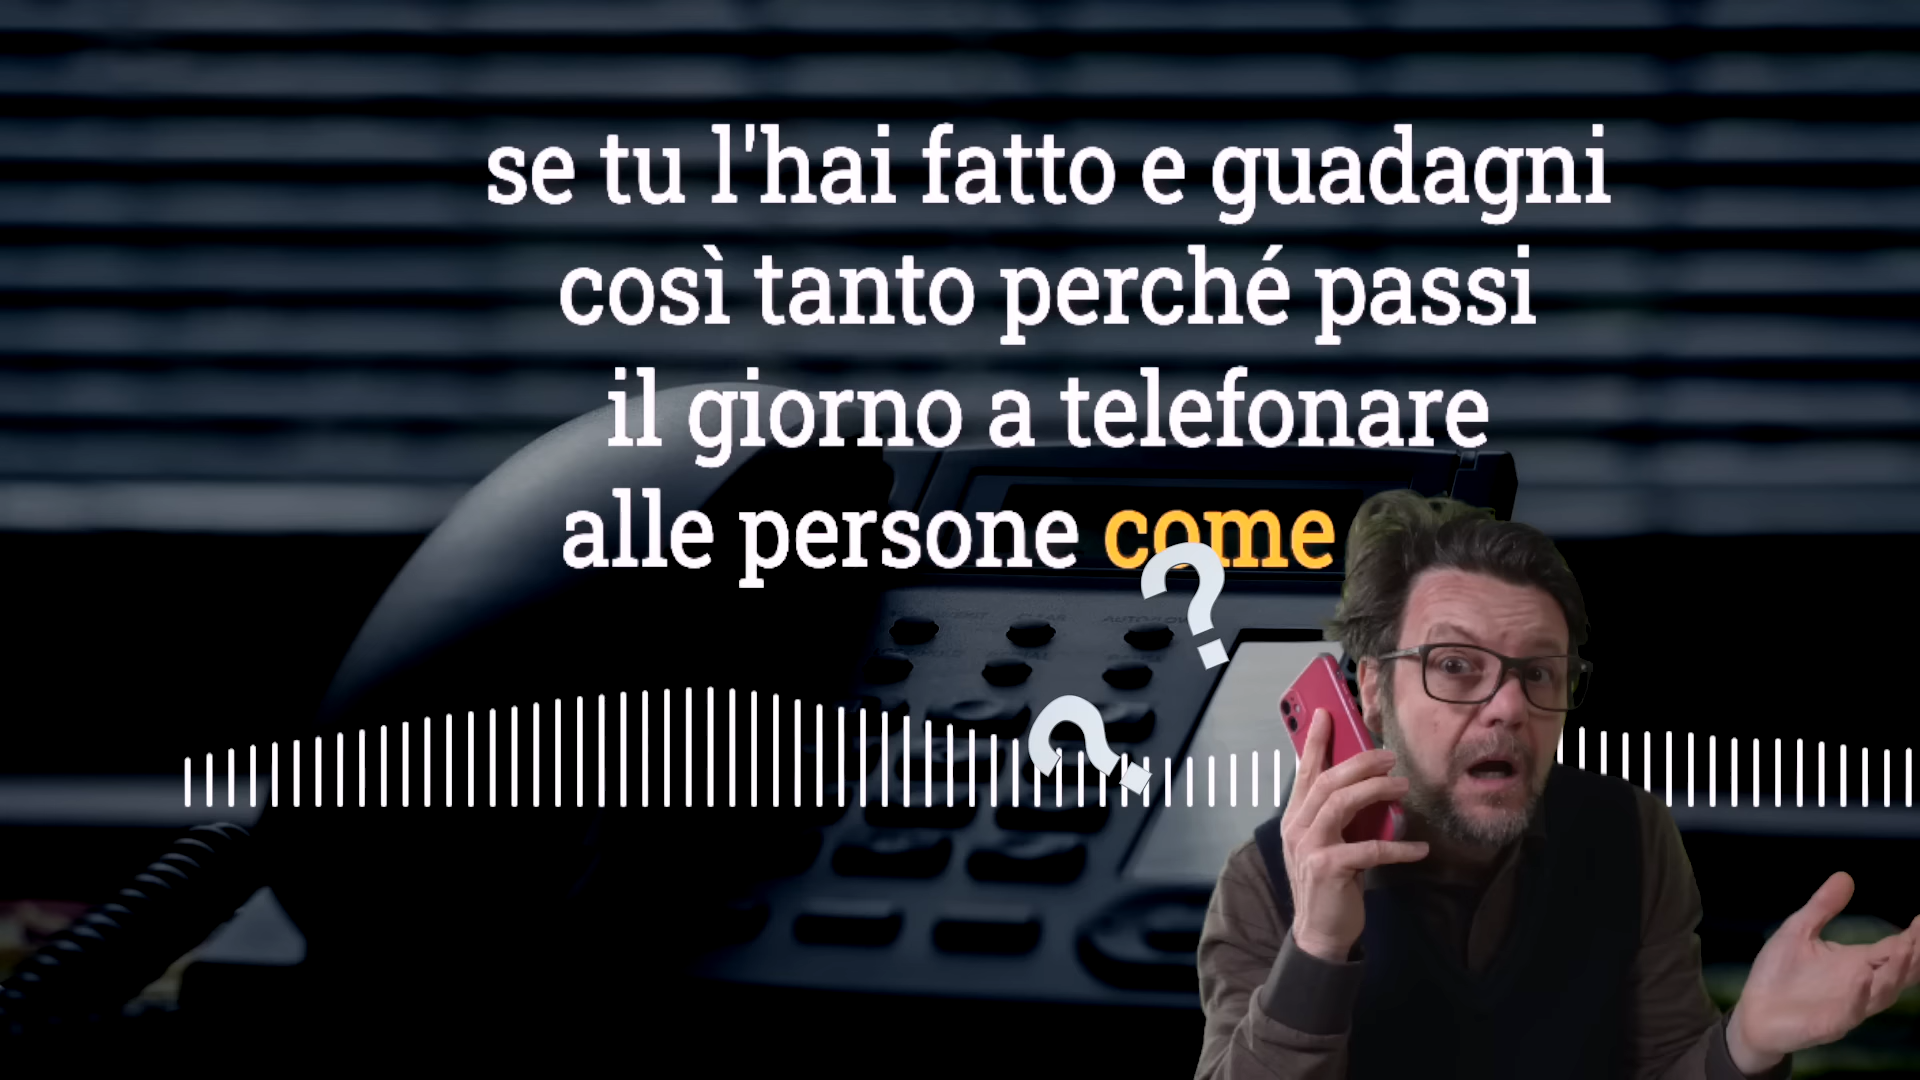 se tu l'hai fatto e guadagni
così tanto perché passi
il giorno a telefonare
alle persone come
?
?